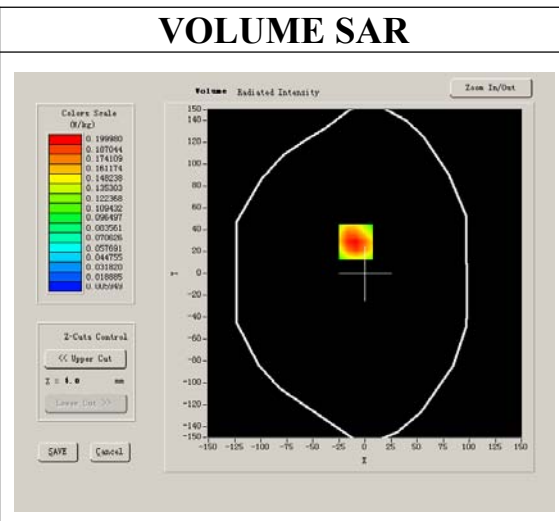 VOLUME SAR
Volume Radiated Intensity
Zoom In/Out
Colors Scale
(W/kg)
0.199980
0.187044
0.174109
0.161174
0.148238
0.135303
0.122368
0.109432
0.096497
0.083561
0.070626
0.057691
0.044755
0.031820
0.018885
0.005949
Z-Cuts Control
<< Upper Cut
Z = 4.0 mm
Lower Cut >>
SAVE
Cancel
150
140
120
100
80
60
40
20
Y
0
-20
-40
-60
-80
-100
-120
-140
-150
-150 -125 -100 -75 -50 -25 0 25 50 75 100 125 150
X